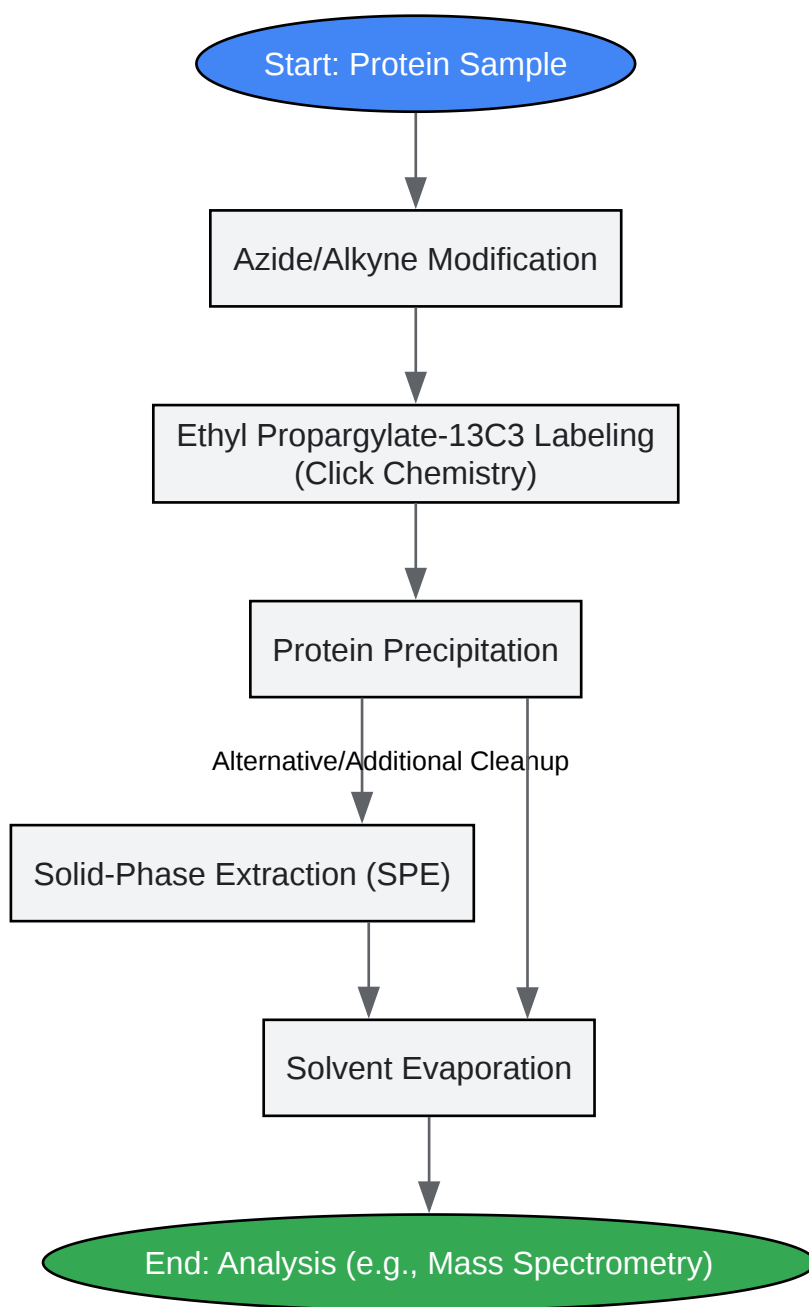 Start: Protein Sample
Azide/Alkyne Modification
Ethyl Propargylate-13C3 Labeling
(Click Chemistry)
Protein Precipitation
Alternative/Additional Cleanup
Solid-Phase Extraction (SPE)
Solvent Evaporation
End: Analysis (e.g., Mass Spectrometry)